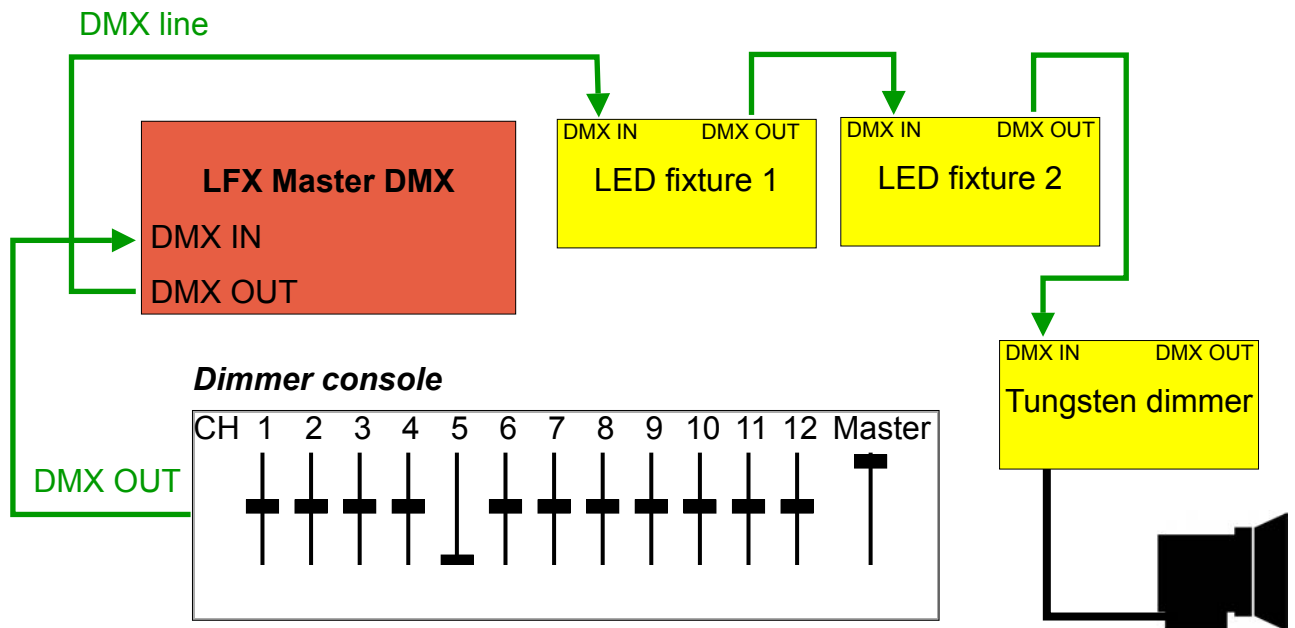 DMX line
DMX IN DMX OUT
LED fixture 1
DMX IN DMX OUT
LED fixture 2
LFX Master DMX
DMX IN
DMX OUT
DMX IN DMX OUT
Tungsten dimmer
Dimmer console
CH 1 2 3 4 5 6 7 8 9 10 11 12 Master
DMX OUT